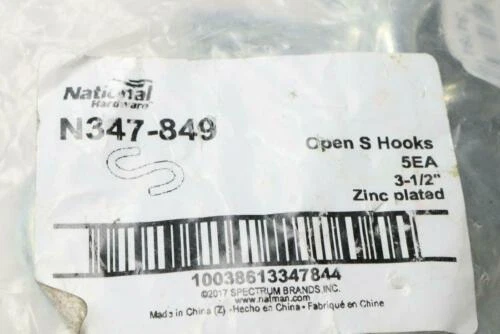 National
Hardware
N347-849
Open S Hooks
5EA
3-1/2"
Zinc plated
10038613347844
©2017 SPECTRUM BRANDS, INC.
www.natman.com
Made in China (Z) •Hecho en China • Fabriqué en Chine